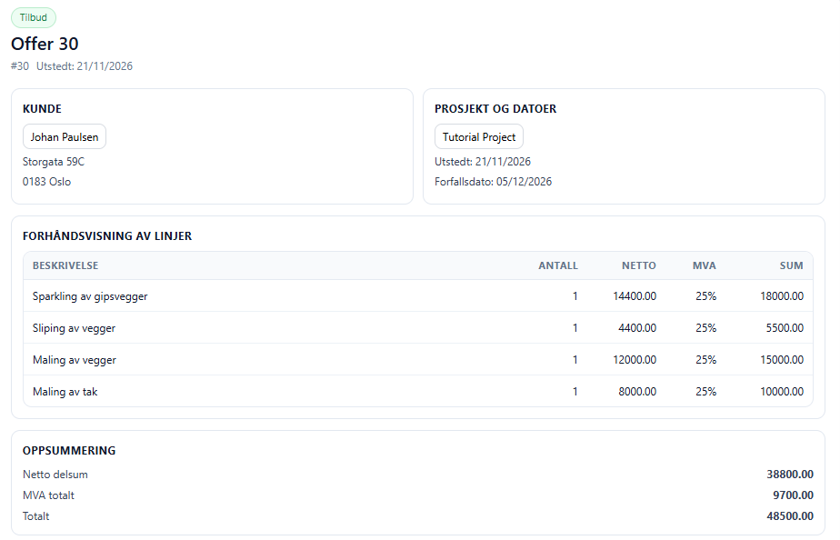 Tilbud
Offer 30
#30 Utstedt: 21/11/2026
KUNDE
Johan Paulsen
Storgata 59C
0183 Oslo
PROSJEKT OG DATOER
Tutorial Project
Utstedt: 21/11/2026
Forfallsdato: 05/12/2026
FORHÅNDSVISNING AV LINJER
BESKRIVELSE ANTALL NETTO MVA SUM
Sparkling av gipsvegger 1 14400.00 25% 18000.00
Sliping av vegger 1 4400.00 25% 5500.00
Maling av vegger 1 12000.00 25% 15000.00
Maling av tak 1 8000.00 25% 10000.00
OPPSUMMERING
Netto delsum 38800.00
MVA totalt 9700.00
Totalt 48500.00